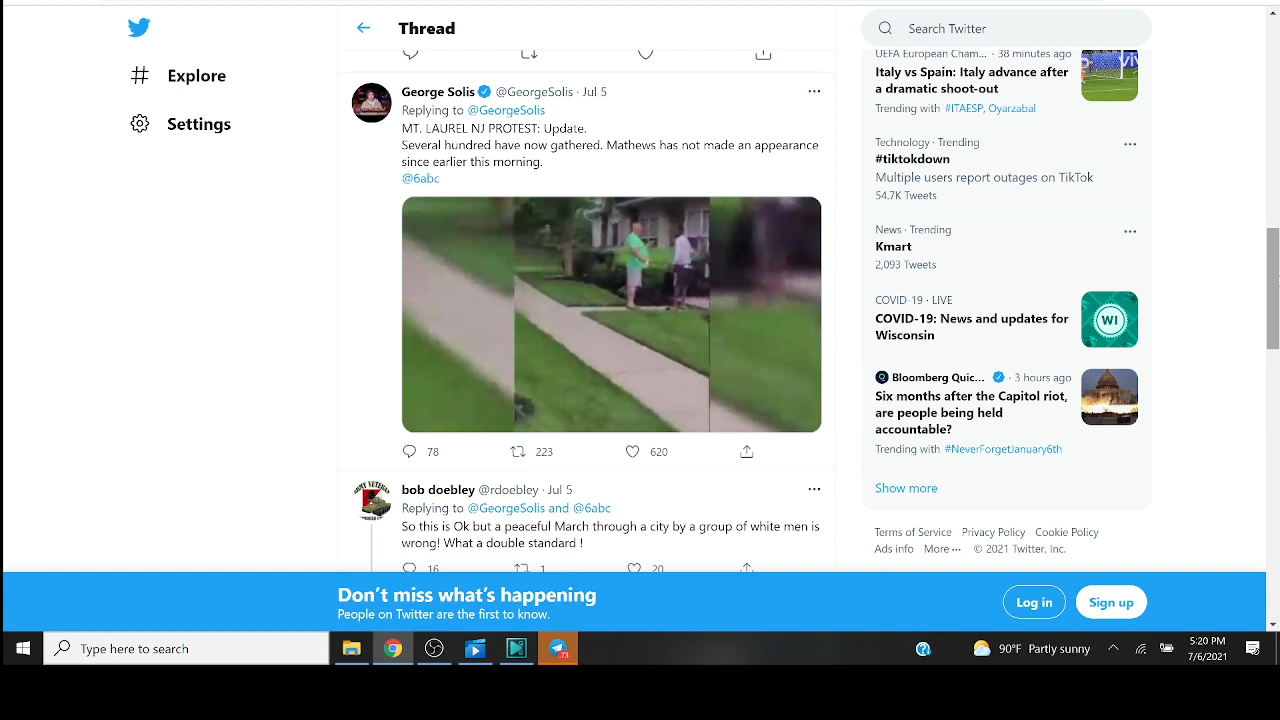 Thread
Search Twitter
Explore
Settings
George Solis @GeorgeSolis · Jul 5
Replying to @GeorgeSolis
MT. LAUREL NJ PROTEST: Update.
Several hundred have now gathered. Mathews has not made an appearance
since earlier this morning.
@6abc
78
223
620
bob doebley @rdoebley · Jul 5
Replying to @GeorgeSolis and @6abc
So this is Ok but a peaceful March through a city by a group of white men is
wrong! What a double standard !
16
1
20
UEFA European Cham... · 38 minutes ago
Italy vs Spain: Italy advance after
a dramatic shoot-out
Trending with #ITAESP, Oyarzabal
Technology · Trending
#tiktokdown
Multiple users report outages on TikTok
54.7K Tweets
News · Trending
Kmart
2,093 Tweets
COVID-19 · LIVE
COVID-19: News and updates for
Wisconsin
WI
Bloomberg Quic... · 3 hours ago
Six months after the Capitol riot,
are people being held
accountable?
Trending with #NeverForgetJanuary6th
Show more
Terms of Service Privacy Policy Cookie Policy
Ads info More ··· © 2021 Twitter, Inc.
Don't miss what's happening
People on Twitter are the first to know.
Log in
Sign up
Type here to search
73
90°F Partly sunny
5:20 PM
7/6/2021